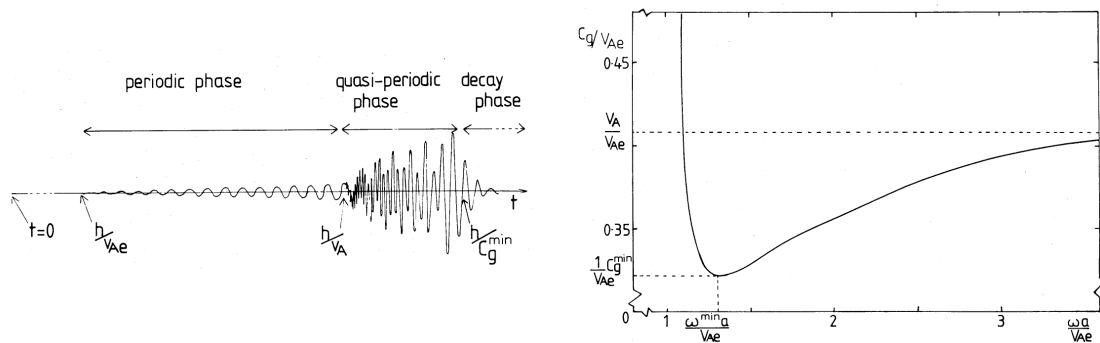 periodic phase
quasi-periodic
phase
decay
phase
t=0
h/V_Ae
h/V_A
h/C_g^min
t
C_g/V_Ae
0·45
V_A/V_Ae
0·35
1/V_Ae C_g^min
0
1
ω^min a/V_Ae
2
3
ωa/V_Ae